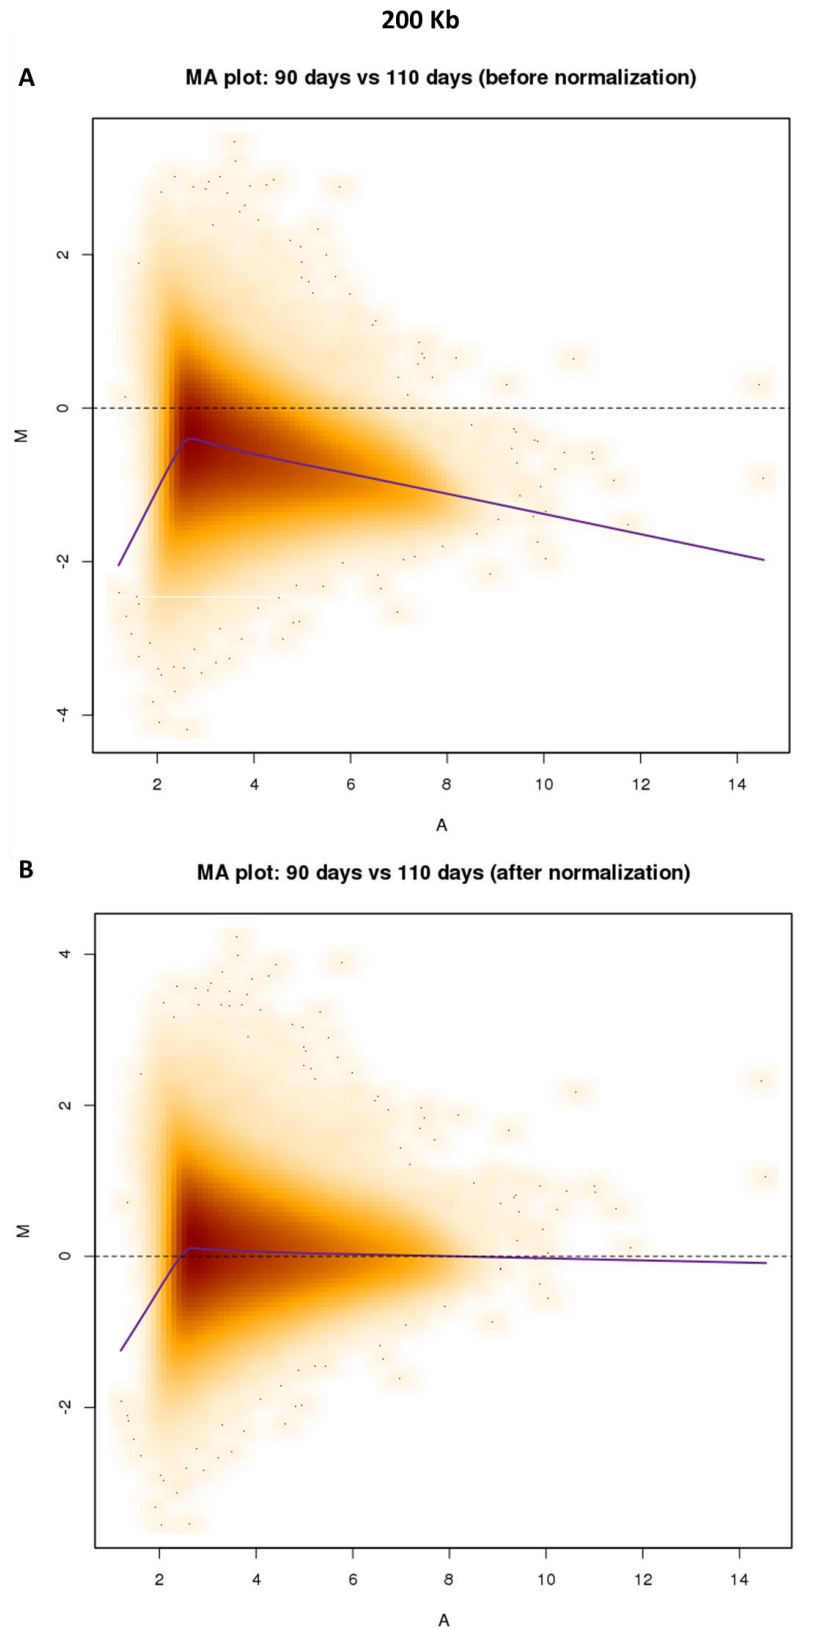 200 Kb
A
MA plot: 90 days vs 110 days (before normalization)
2
0
-2
-4
M
2 4 6 8 10 12 14
A
B
MA plot: 90 days vs 110 days (after normalization)
4
2
0
-2
M
2 4 6 8 10 12 14
A